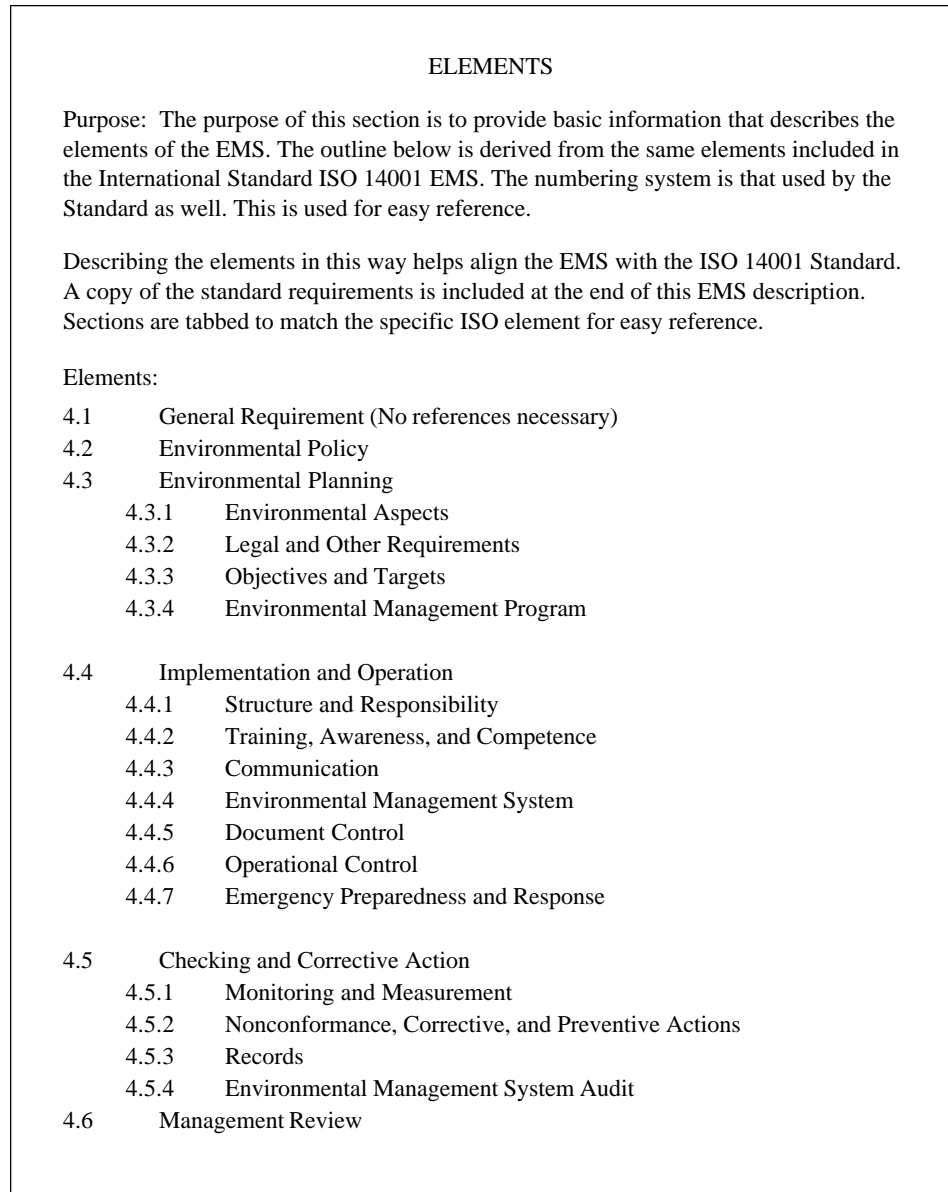 ELEMENTS
Purpose:  The purpose of this section is to provide basic information that describes the
elements of the EMS. The outline below is derived from the same elements included in
the International Standard ISO 14001 EMS. The numbering system is that used by the
Standard as well. This is used for easy reference.
Describing the elements in this way helps align the EMS with the ISO 14001 Standard.
A copy of the standard requirements is included at the end of this EMS description.
Sections are tabbed to match the specific ISO element for easy reference.
Elements:
4.1 General Requirement (No references necessary)
4.2 Environmental Policy
4.3 Environmental Planning
4.3.1 Environmental Aspects
4.3.2 Legal and Other Requirements
4.3.3 Objectives and Targets
4.3.4 Environmental Management Program
4.4 Implementation and Operation
4.4.1 Structure and Responsibility
4.4.2 Training, Awareness, and Competence
4.4.3 Communication
4.4.4 Environmental Management System
4.4.5 Document Control
4.4.6 Operational Control
4.4.7 Emergency Preparedness and Response
4.5 Checking and Corrective Action
4.5.1 Monitoring and Measurement
4.5.2 Nonconformance, Corrective, and Preventive Actions
4.5.3 Records
4.5.4 Environmental Management System Audit
4.6 Management Review